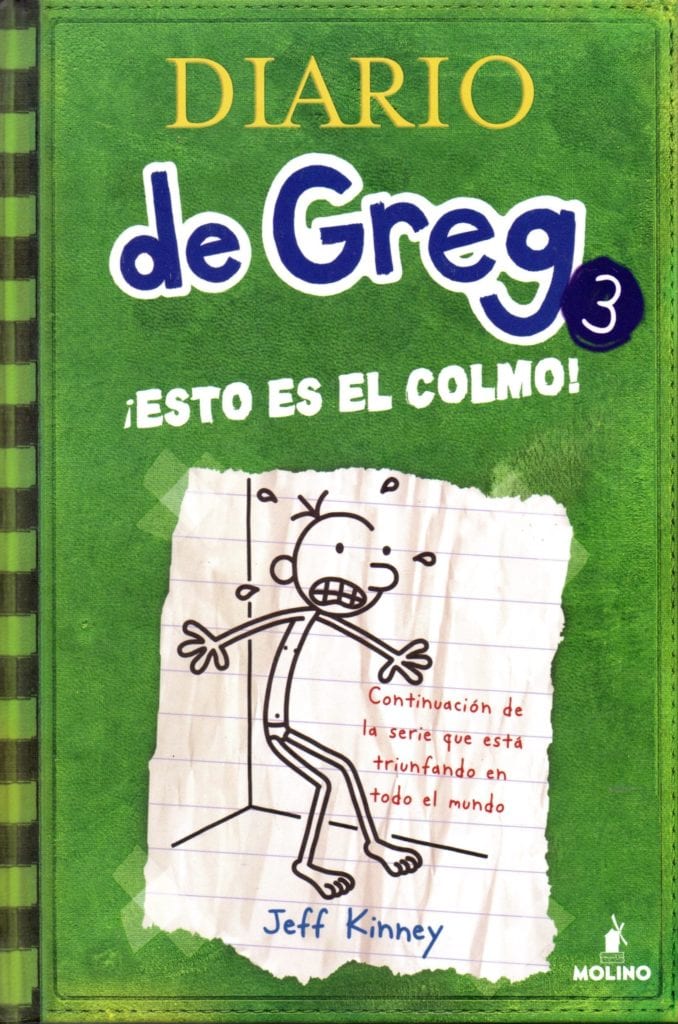 DIARIO
de Greg
3
¡ESTO ES EL COLMO!
Continuación de
la serie que está
triunfando en
todo el mundo
Jeff Kinney
MOLINO